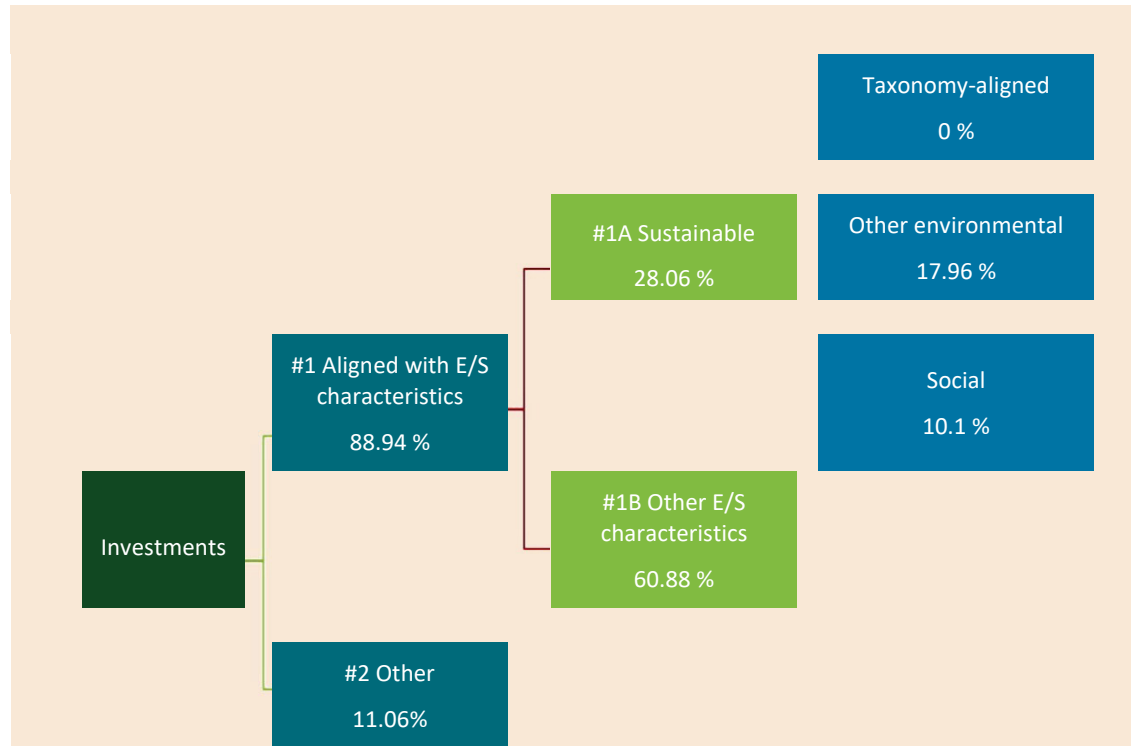 Taxonomy-aligned
0 %
#1A Sustainable
28.06 %
Other environmental
17.96 %
#1 Aligned with E/S
characteristics
88.94 %
Social
10.1 %
Investments
#1B Other E/S
characteristics
60.88 %
#2 Other
11.06%